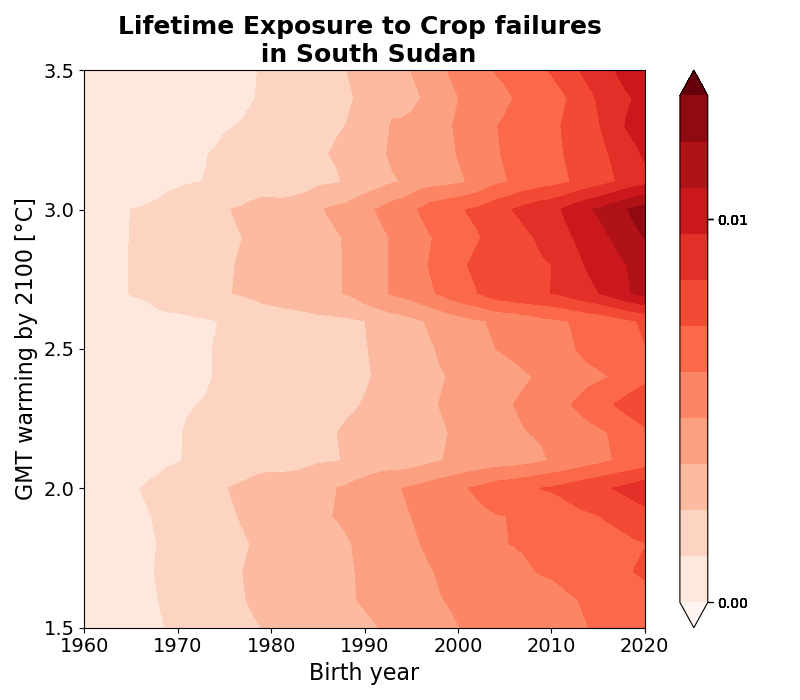 Lifetime Exposure to Crop failures
in South Sudan
GMT warming by 2100 [°C]
3.5
3.0
2.5
2.0
1.5
1960 1970 1980 1990 2000 2010 2020
Birth year
0.01
0.00